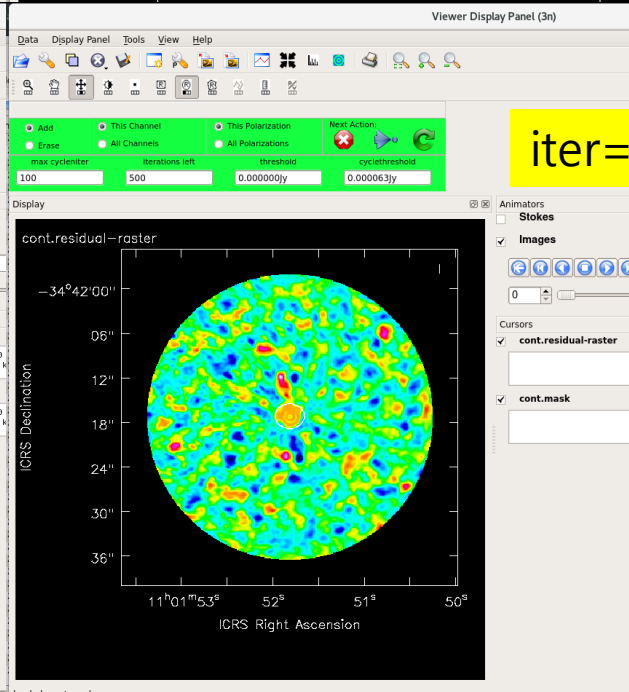 Viewer Display Panel (3n)
Data Display Panel Tools View Help
Add This Channel This Polarization Next Action:
Erase All Channels All Polarizations
max cycleniter iterations left threshold cyclethreshold
100 500 0.000000Jy 0.000063Jy
iter=
Display
Animators
Stokes
Images
0
Cursors
cont.residual-raster
cont.mask
cont.residual-raster
I
-34°42'00"
06"
12"
18"
24"
30"
36"
ICRS Declination
11h01m53s 52s 51s 50s
ICRS Right Ascension